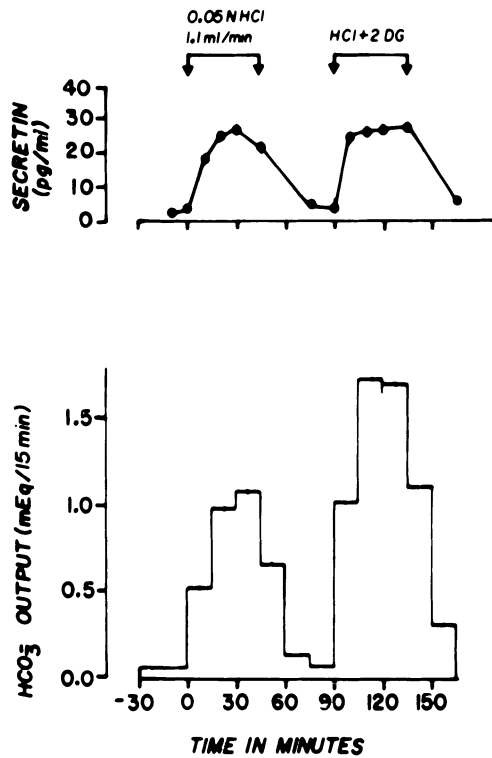 0.05 N HCl
1.1 ml/min
HCl + 2 DG
SECRETIN
(pg/ml)
40
30
20
10
0
HCO3̄ OUTPUT (mEq/15 min)
1.5
1.0
0.5
0.0
-30 0 30 60 90 120 150
TIME IN MINUTES